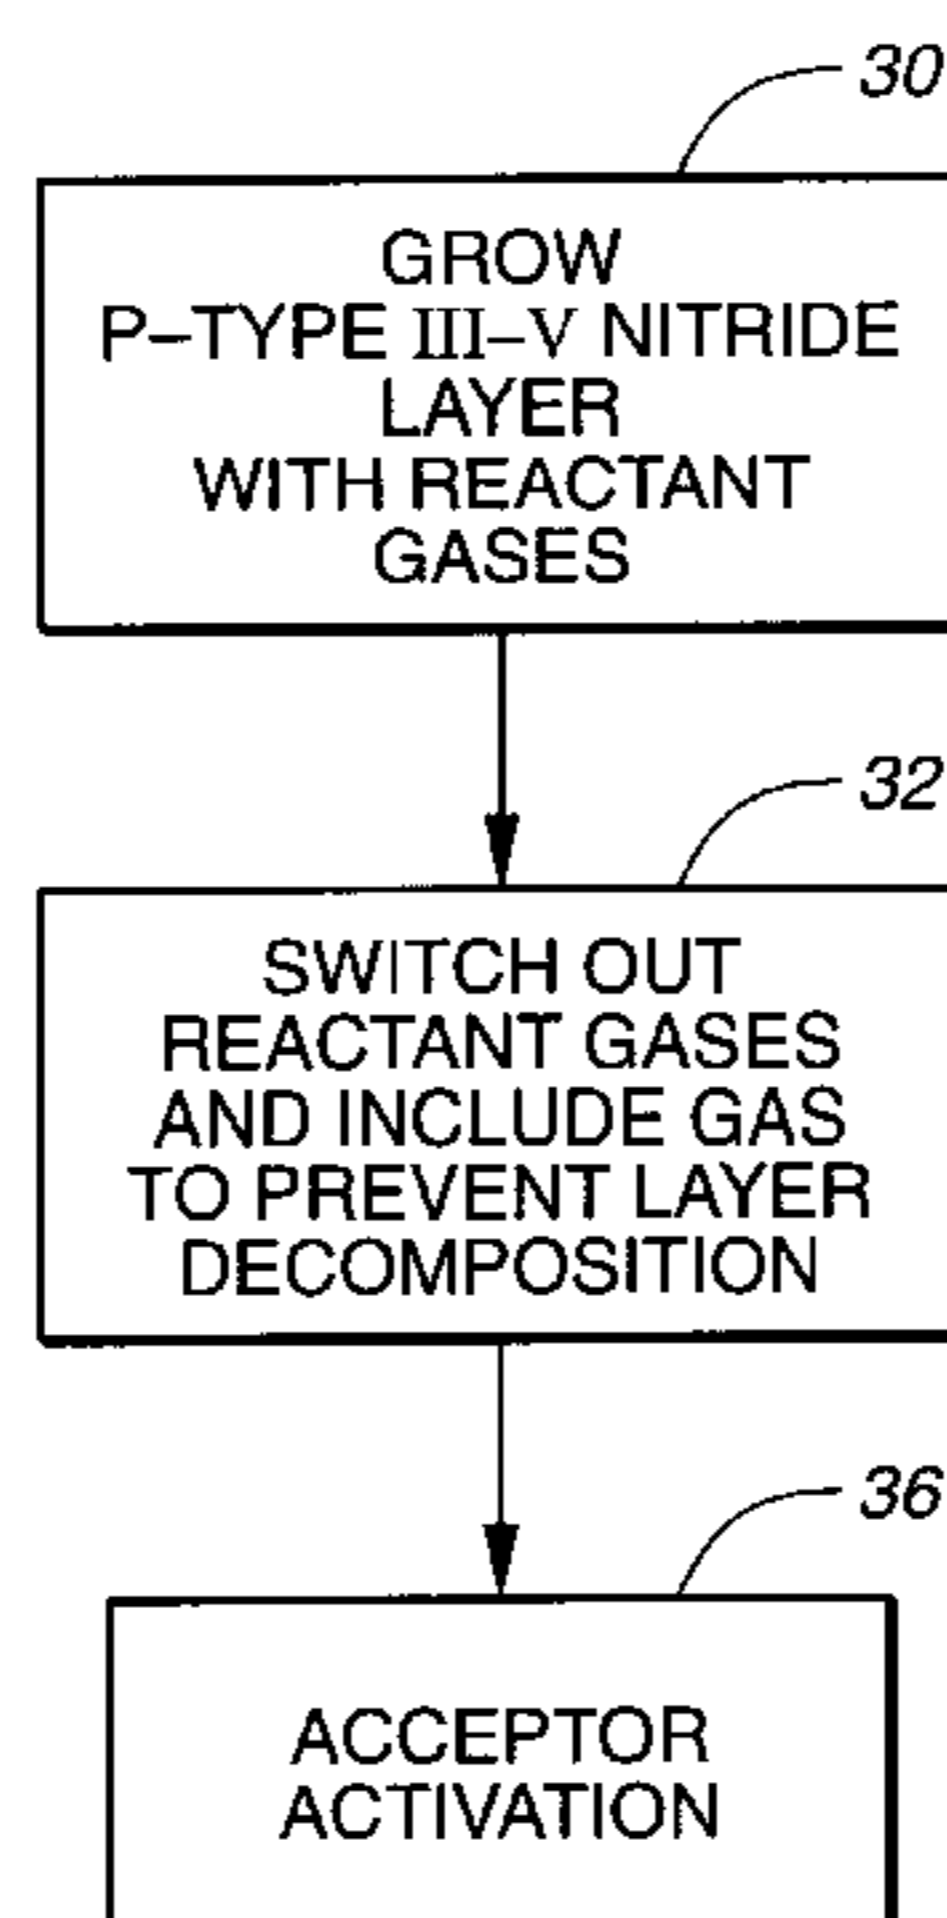 30
GROW
P-TYPE III-V NITRIDE
LAYER
WITH REACTANT
GASES
32
SWITCH OUT
REACTANT GASES
AND INCLUDE GAS
TO PREVENT LAYER
DECOMPOSITION
36
ACCEPTOR
ACTIVATION